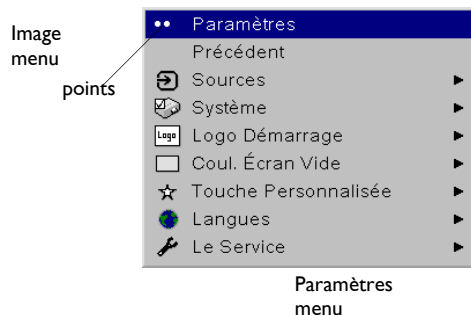 Image
menu
points
Paramètres
Précédent
Sources
Système
Logo Logo Démarrage
Coul. Écran Vide
Touche Personnalisée
Langues
Le Service
Paramètres
menu